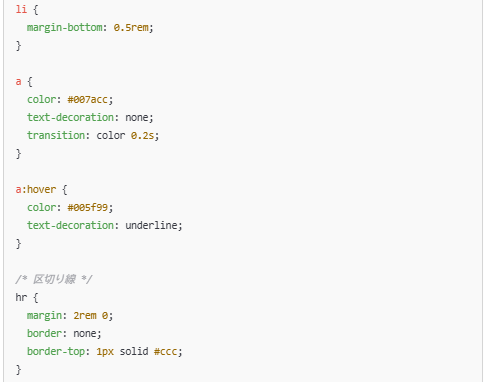 li {
  margin-bottom: 0.5rem;
}

a {
  color: #007acc;
  text-decoration: none;
  transition: color 0.2s;
}

a:hover {
  color: #005f99;
  text-decoration: underline;
}

/* 区切り線 */
hr {
  margin: 2rem 0;
  border: none;
  border-top: 1px solid #ccc;
}